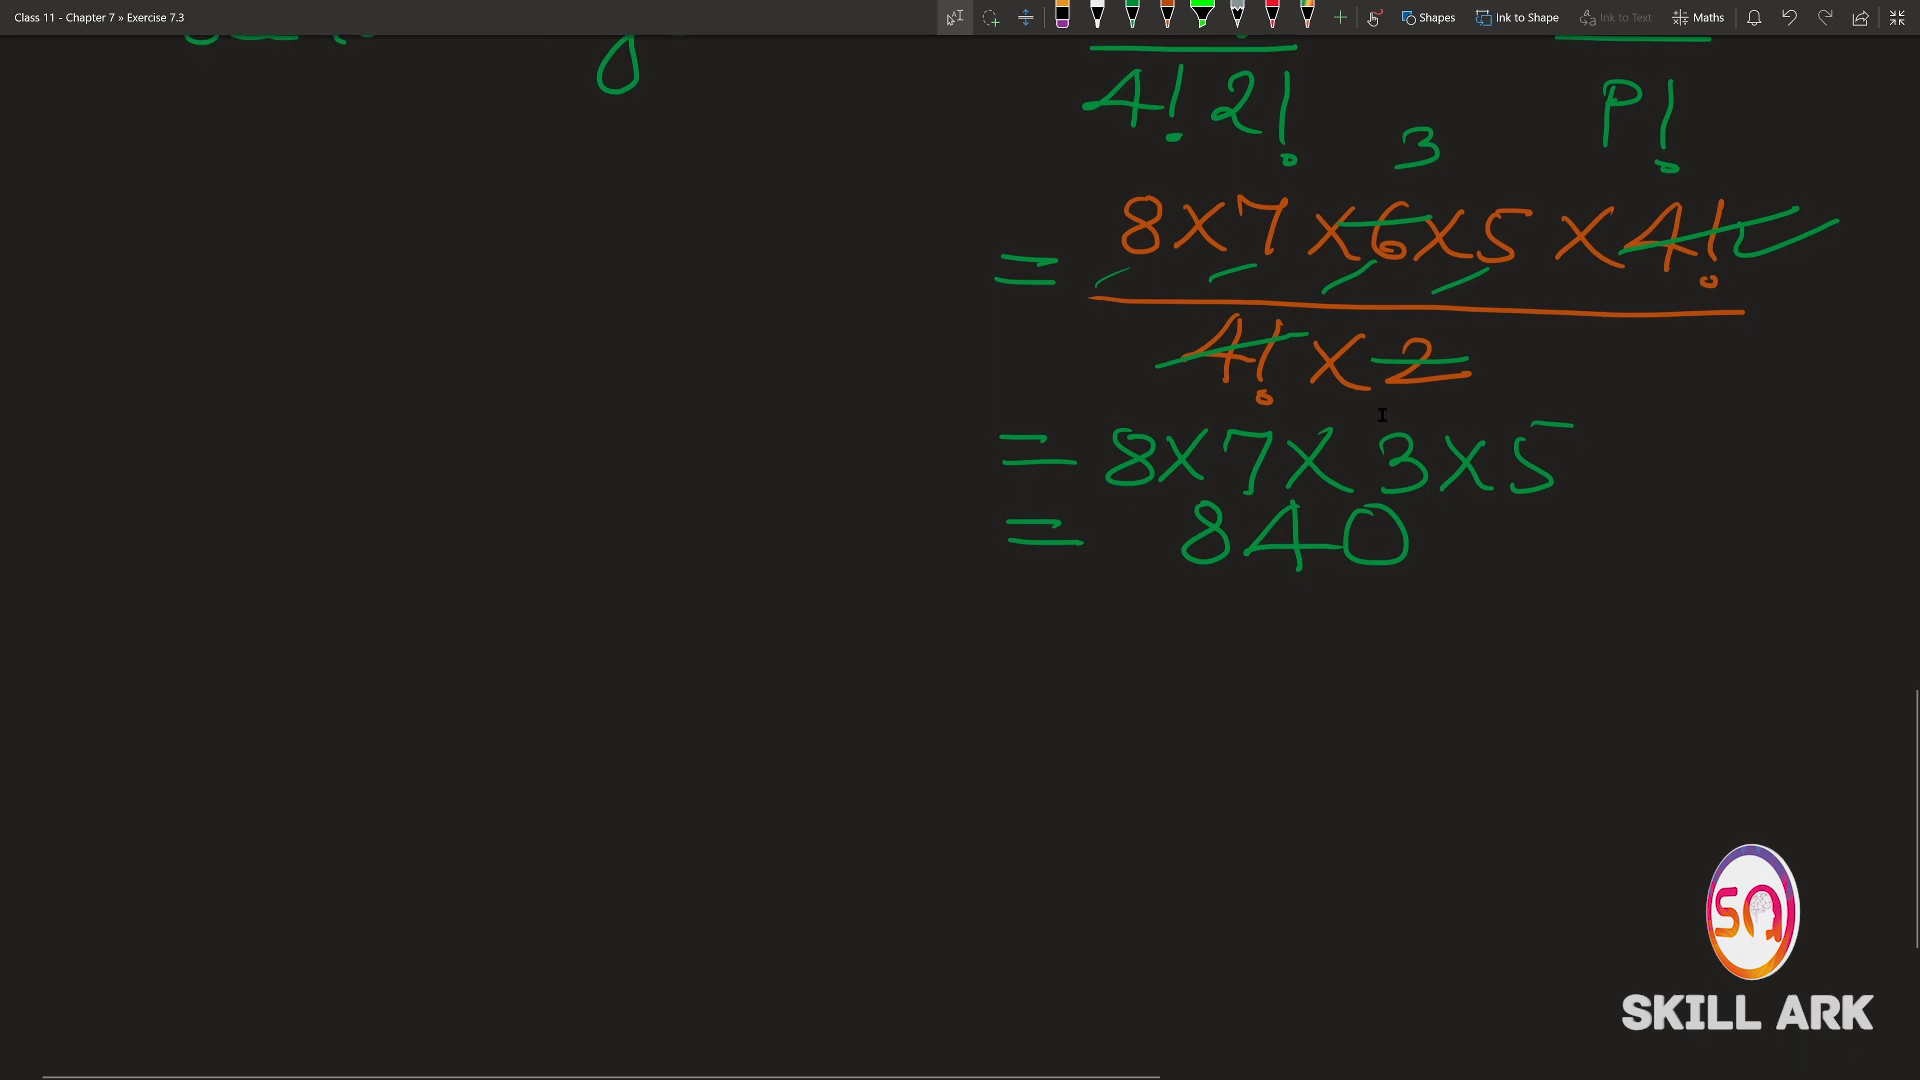 Class 11 - Chapter 7 » Exercise 7.3
Shapes
Ink to Shape
Ink to Text
Maths
4! 2!
P!
3
= 8 X 7 X 6 X 5 X 4!
4! X 2
= 8 X 7 X 3 X 5
= 840
SA
SKILL ARK